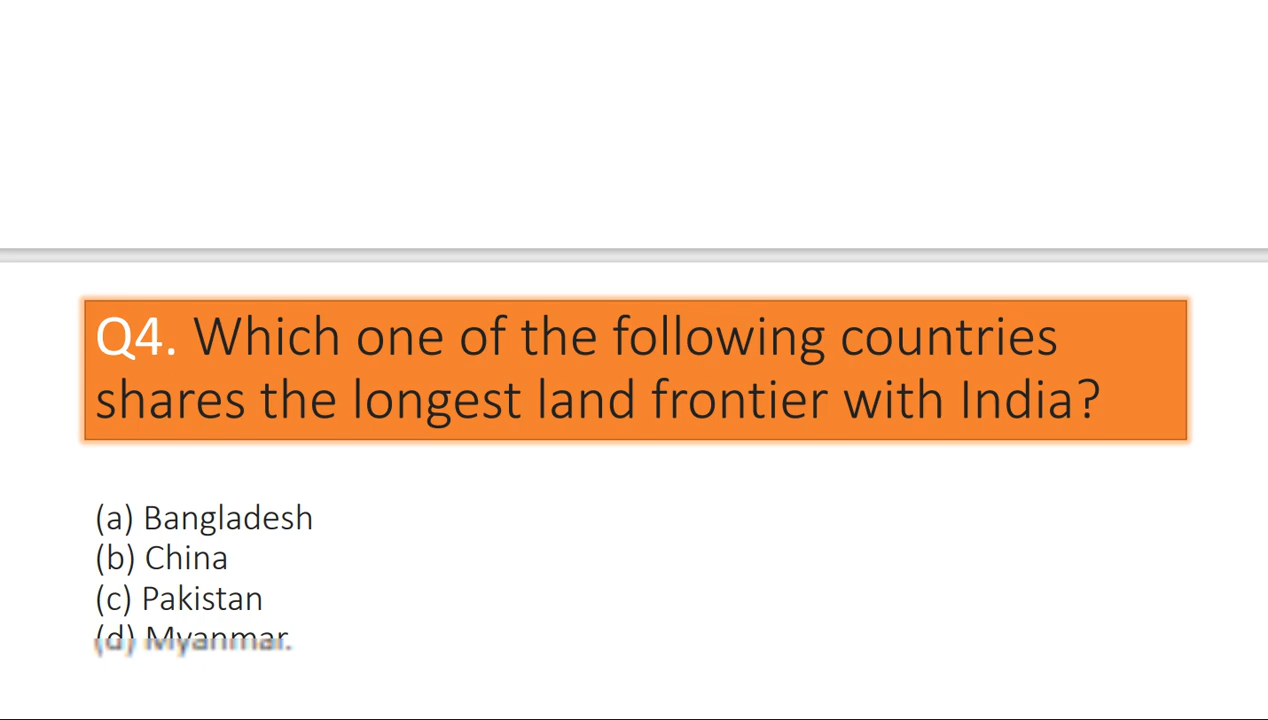 Q4. Which one of the following countries
shares the longest land frontier with India?
(a) Bangladesh
(b) China
(c) Pakistan
(d) Myanmar.